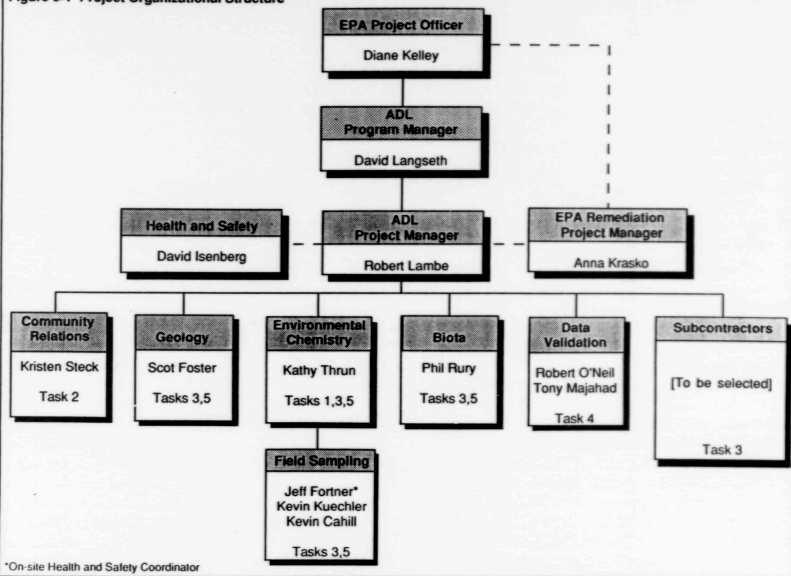 Project Organizational Structure
EPA Project Officer
Diane Kelley
ADL
Program Manager
David Langseth
Health and Safety
David Isenberg
ADL
Project Manager
Robert Lambe
EPA Remediation
Project Manager
Anna Krasko
Community
Relations
Kristen Steck
Task 2
Geology
Scot Foster
Tasks 3,5
Environmental
Chemistry
Kathy Thrun
Tasks 1,3,5
Biota
Phil Rury
Tasks 3,5
Data
Validation
Robert O'Neil
Tony Majahad
Task 4
Subcontractors
[To be selected]
Task 3
Field Sampling
Jeff Fortner*
Kevin Kuechler
Kevin Cahill
Tasks 3,5
*On-site Health and Safety Coordinator